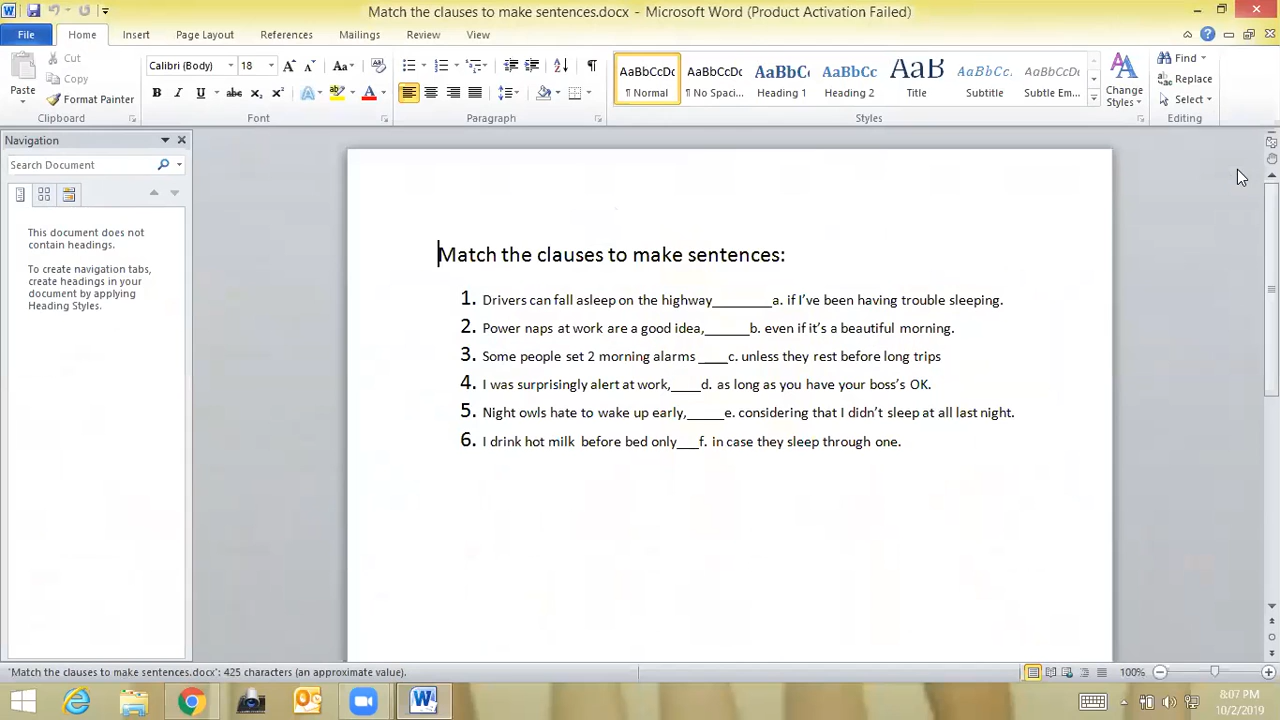 Match the clauses to make sentences.docx - Microsoft Word (Product Activation Failed)
File Home Insert Page Layout References Mailings Review View
Paste Cut Copy Format Painter
Clipboard
Calibri (Body) 18
Font
Paragraph
AaBbCcDc AaBbCcDc AaBbCc AaBbCc AaB AaBbCc. AaBbCcDc
¶ Normal ¶ No Spaci... Heading 1 Heading 2 Title Subtitle Subtle Em...
Change Styles
Styles
Find
Replace
Select
Editing
Navigation
Search Document
This document does not
contain headings.
To create navigation tabs,
create headings in your
document by applying
Heading Styles.
Match the clauses to make sentences:
1. Drivers can fall asleep on the highway________a. if I’ve been having trouble sleeping.
2. Power naps at work are a good idea,______b. even if it’s a beautiful morning.
3. Some people set 2 morning alarms ____c. unless they rest before long trips
4. I was surprisingly alert at work,____d. as long as you have your boss’s OK.
5. Night owls hate to wake up early,_____e. considering that I didn’t sleep at all last night.
6. I drink hot milk before bed only___f. in case they sleep through one.
"Match the clauses to make sentences.docx": 425 characters (an approximate value).
100%
8:07 PM
10/2/2019